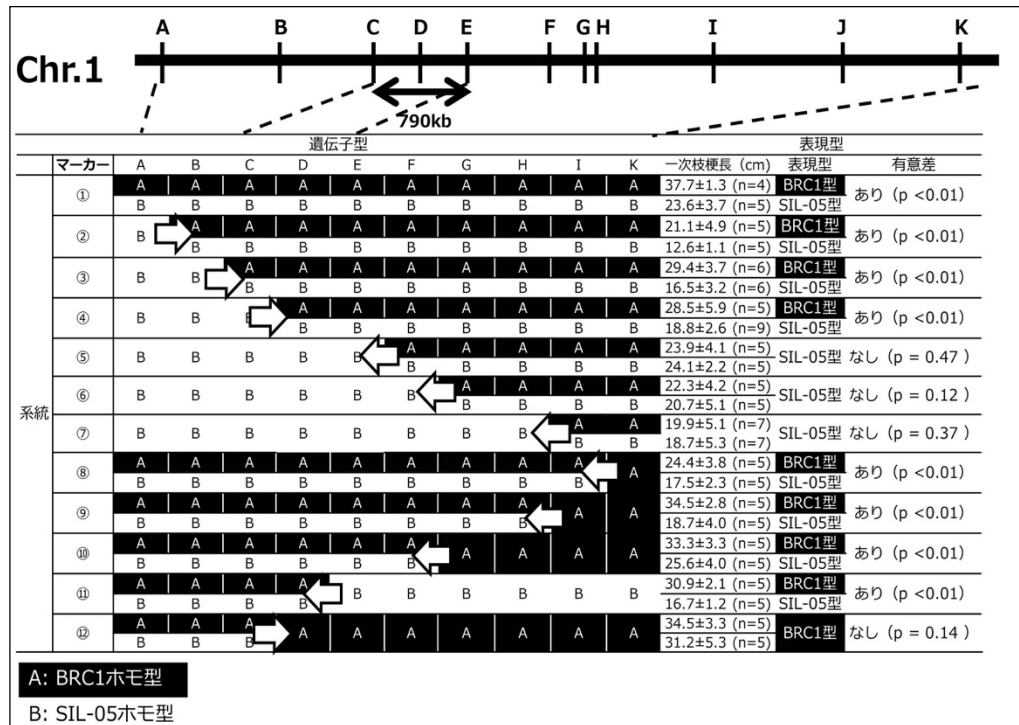 A B C D E F G H I J K
Chr.1
790kb
遺伝子型 表現型
マーカー A B C D E F G H I K 一次枝梗長（cm） 表現型 有意差
系統
① A A A A A A A A A A 37.7±1.3 (n=4) BRC1型 あり（p <0.01）
B B B B B B B B B B 23.6±3.7 (n=5) SIL-05型
② B A A A A A A A A A 21.1±4.9 (n=5) BRC1型 あり（p <0.01）
B B B B B B B B B 12.6±1.1 (n=5) SIL-05型
③ B B A A A A A A A A 29.4±3.7 (n=6) BRC1型 あり（p <0.01）
B B B B B B B B 16.5±3.2 (n=6) SIL-05型
④ B B B A A A A A A A 28.5±5.9 (n=5) BRC1型 あり（p <0.01）
B B B B B B B 18.8±2.6 (n=9) SIL-05型
⑤ B B B B B A A A A A 23.9±4.1 (n=5) SIL-05型 なし（p = 0.47）
B B B B B 24.1±2.2 (n=5)
⑥ B B B B B B A A A A 22.3±4.2 (n=5) SIL-05型 なし（p = 0.12 ）
B B B B 20.7±5.1 (n=5)
⑦ B B B B B B B B A A 19.9±5.1 (n=7) SIL-05型 なし（p = 0.37 ）
B B 18.7±5.3 (n=7)
⑧ A A A A A A A A A A 24.4±3.8 (n=5) BRC1型 あり（p <0.01）
B B B B B B B B B 17.5±2.3 (n=5) SIL-05型
⑨ A A A A A A A A A A 34.5±2.8 (n=5) BRC1型 あり（p <0.01）
B B B B B B B B 18.7±4.0 (n=5) SIL-05型
⑩ A A A A A A A A A A 33.3±3.3 (n=5) BRC1型 あり（p <0.01）
B B B B B B 25.6±4.0 (n=5) SIL-05型
⑪ A A A A B B B B B B 30.9±2.1 (n=5) BRC1型 あり（p <0.01）
B B B B 16.7±1.2 (n=5) SIL-05型
⑫ A A A A A A A A A A 34.5±3.3 (n=5) BRC1型 なし（p = 0.14 ）
B B B 31.2±5.3 (n=5)
A: BRC1ホモ型
B: SIL-05ホモ型